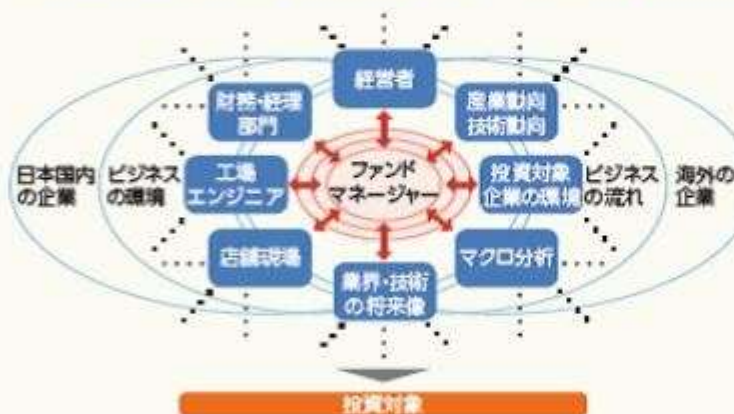 経営者
財務・経理
部門
産業動向
技術動向
日本国内
の企業
ビジネス
の環境
工場
エンジニア
ファンド
マネージャー
投資対象
企業の環境
ビジネス
の流れ
海外の
企業
店舗現場
業界・技術
の将来像
マクロ分析
投資対象